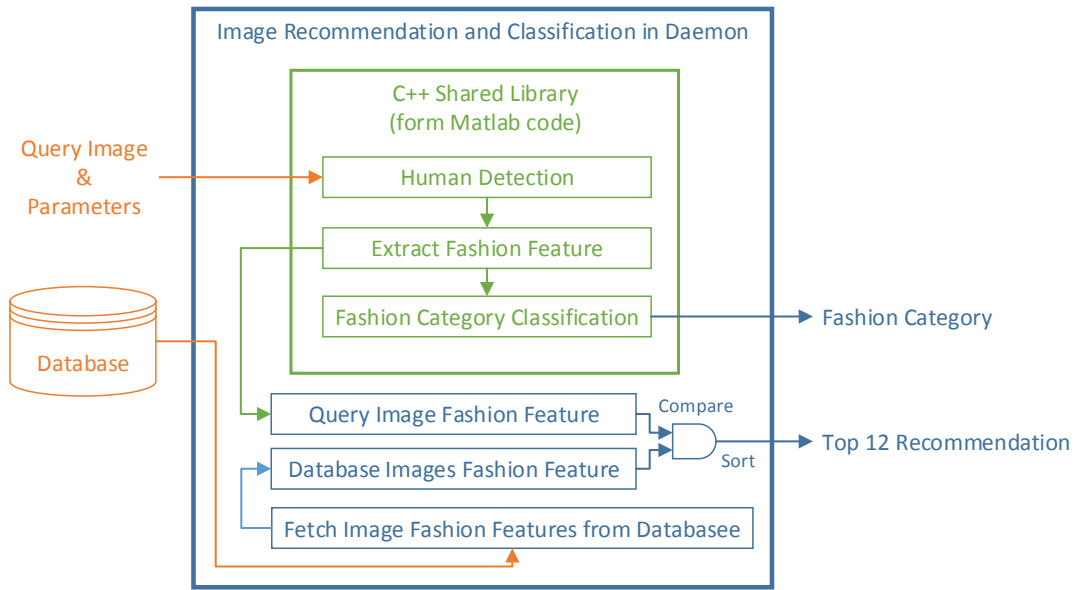 Image Recommendation and Classification in Daemon
C++ Shared Library
(form Matlab code)
Query Image
&
Parameters
Human Detection
Extract Fashion Feature
Fashion Category Classification
Fashion Category
Database
Query Image Fashion Feature
Compare
Top 12 Recommendation
Sort
Database Images Fashion Feature
Fetch Image Fashion Features from Databasee